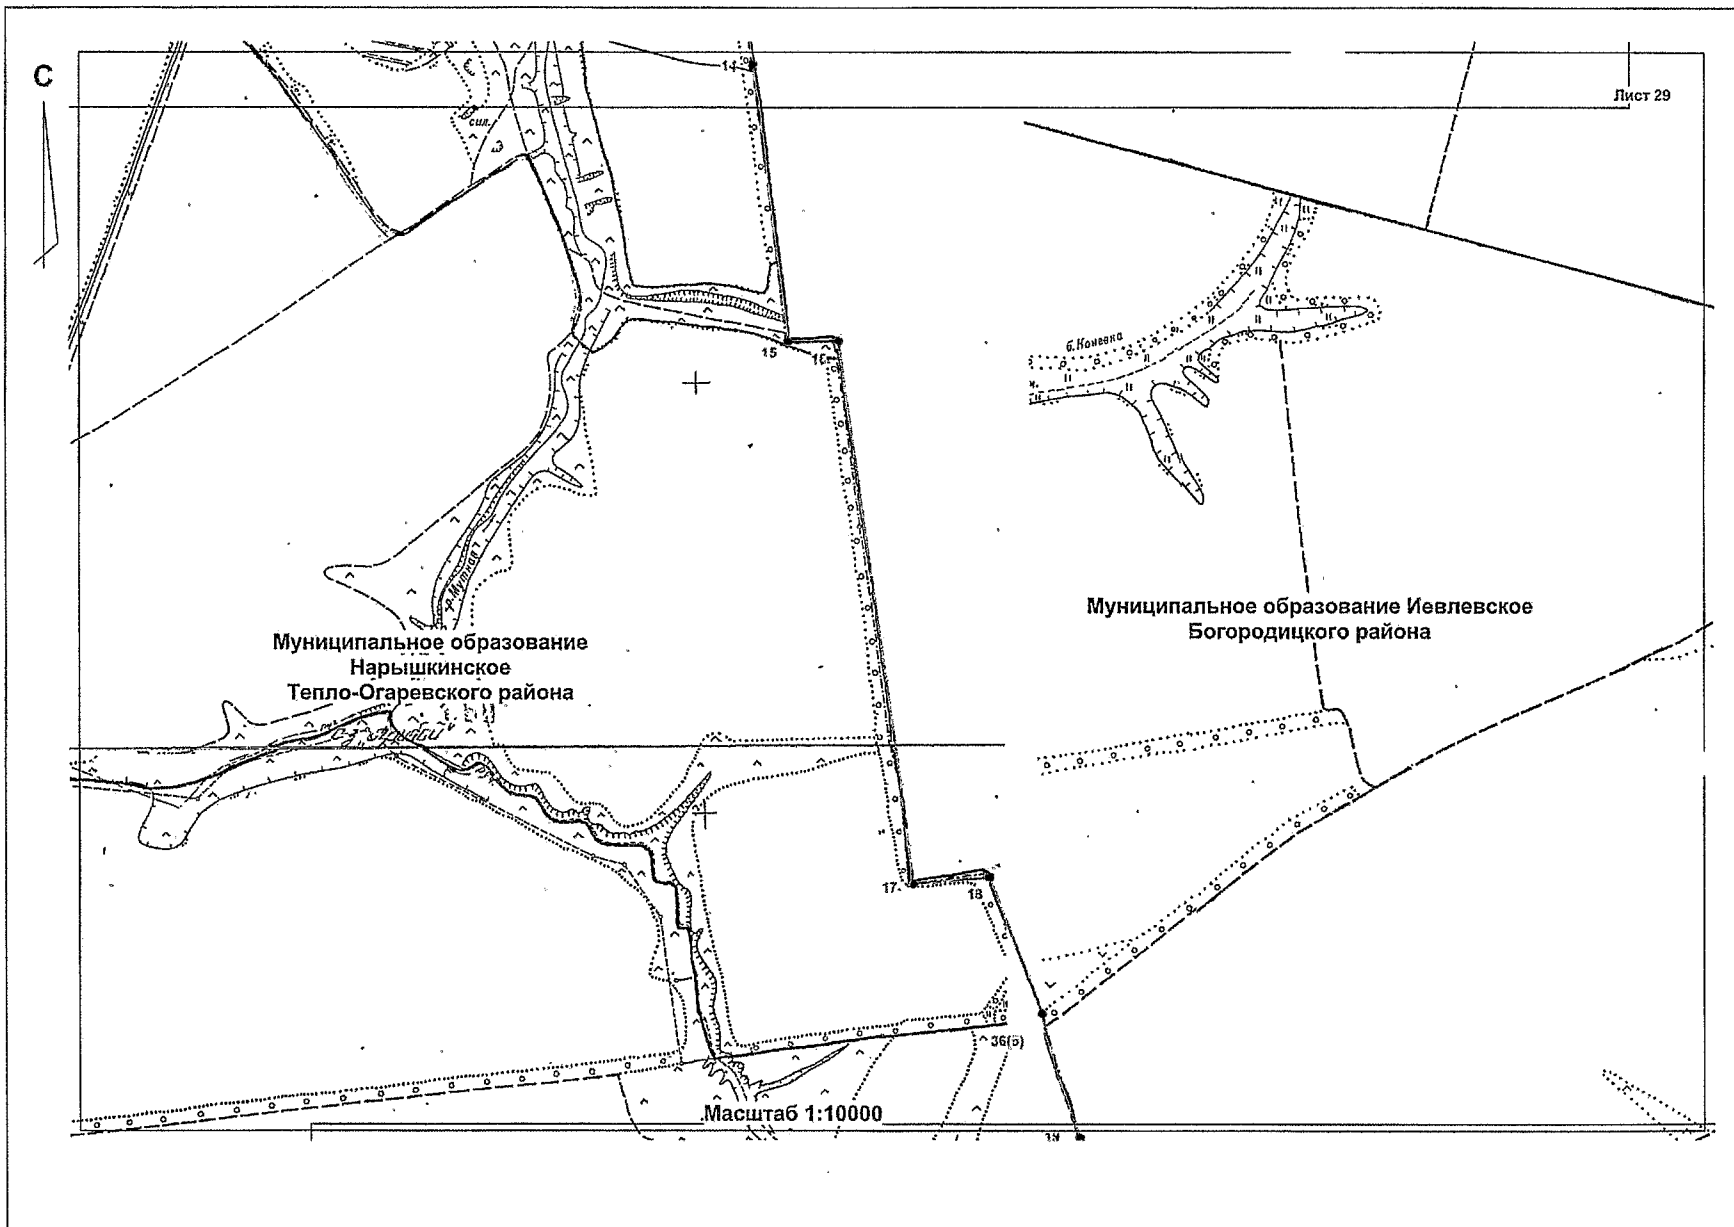 С
14
Лист 29
сил.
15
16
б. Коневка
р. Мутная
Муниципальное образование Иевлевское
Богородицкого района
Муниципальное образование
Нарышкинское
Тепло-Огаревского района
17
18
36(5)
Масштаб 1:10000